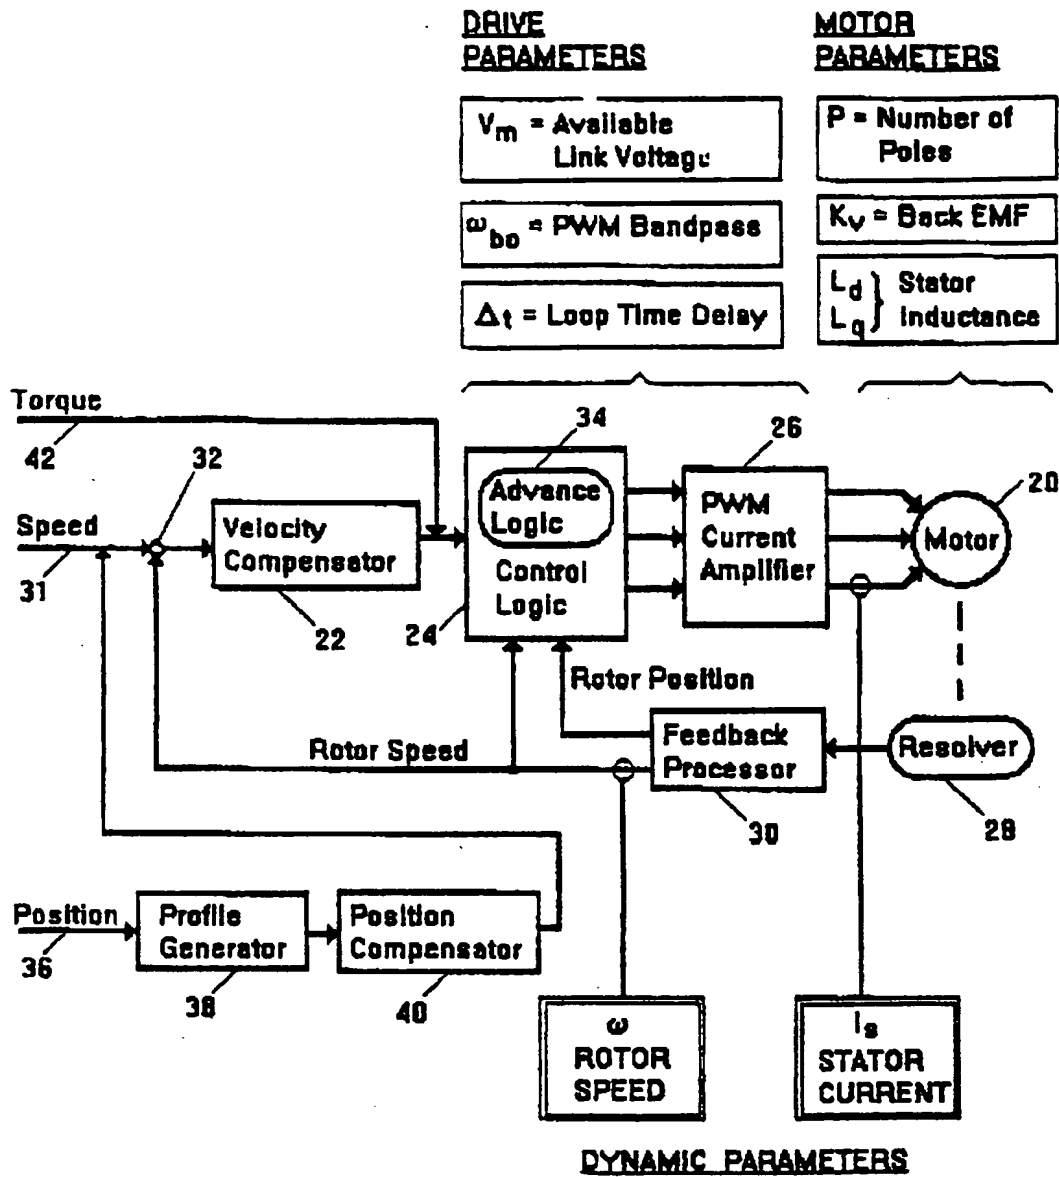 DRIVE
PARAMETERS
MOTOR
PARAMETERS
Vm = Available
Link Voltage
ωbo = PWM Bandpass
Δt = Loop Time Delay
P = Number of
Poles
Kv = Back EMF
Ld
Lq
} Stator
Inductance
Torque
42
32
34
26
20
Speed
31
Velocity
Compensator
22
24
Advance
Logic
Control
Logic
PWM
Current
Amplifier
Motor
Rotor Position
Rotor Speed
Feedback
Processor
30
Resolver
28
Position
36
Profile
Generator
38
Position
Compensator
40
ω
ROTOR
SPEED
Is
STATOR
CURRENT
DYNAMIC PARAMETERS